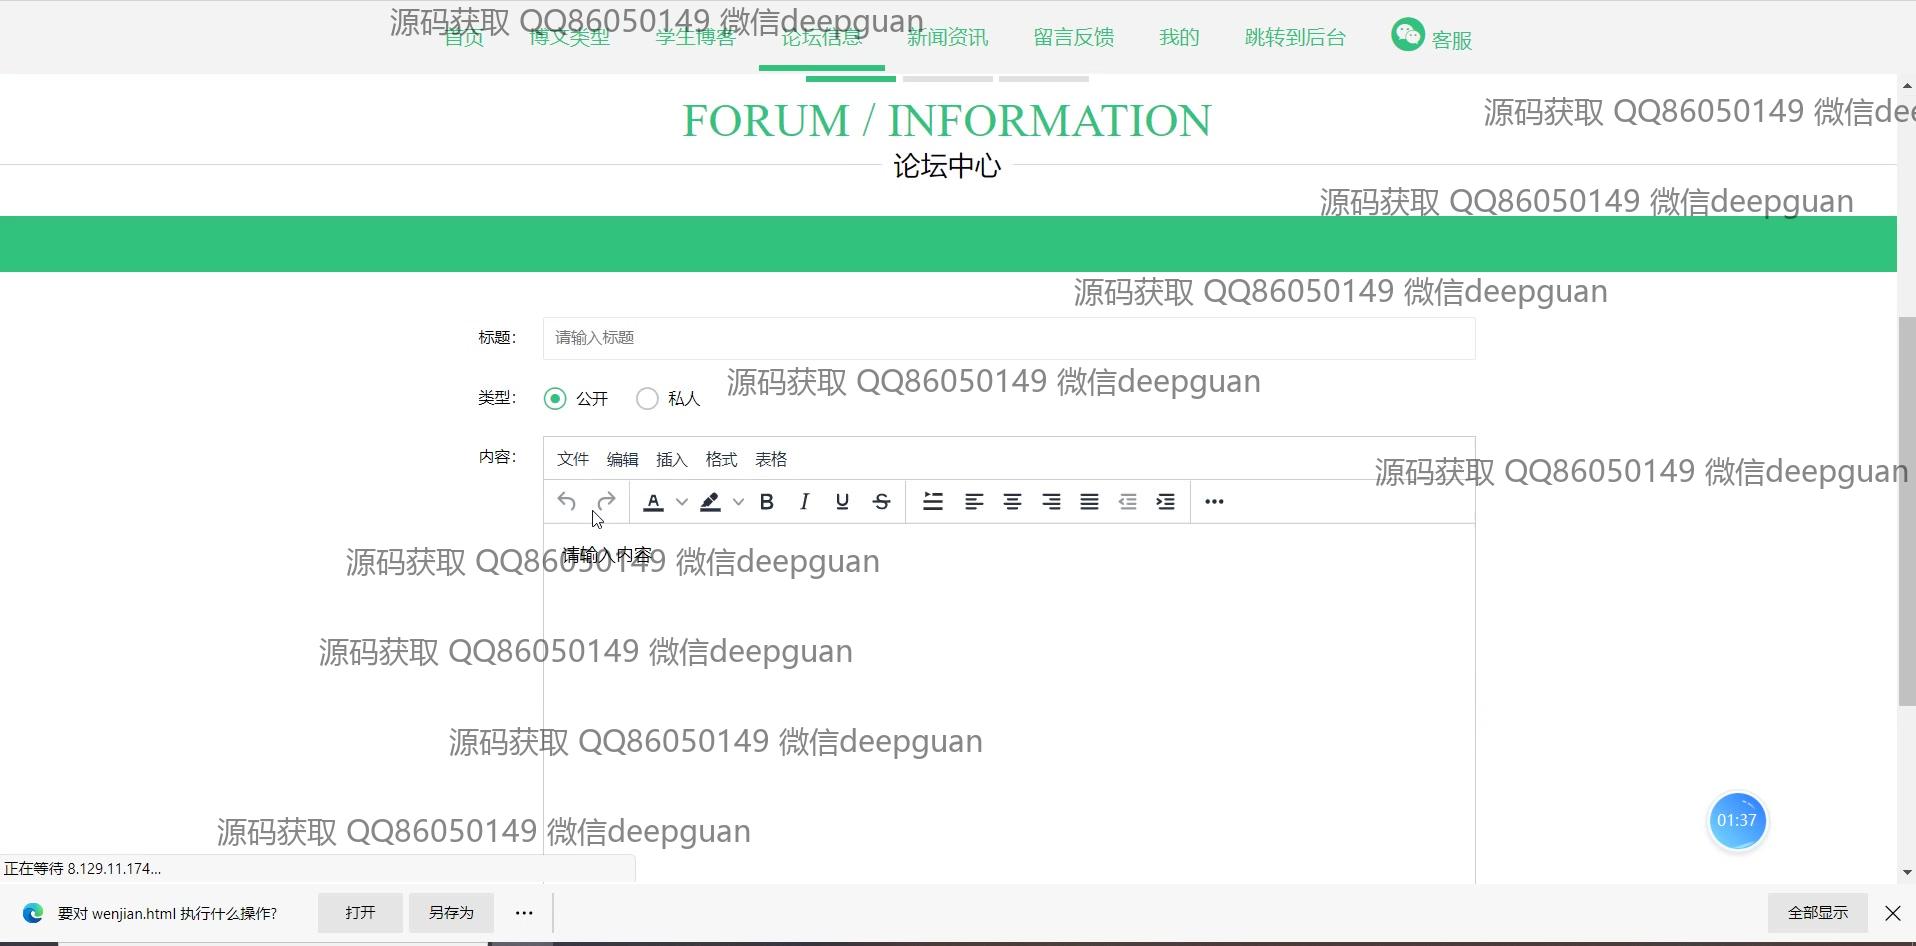 源码获取 QQ86050149 微信deepguan
首页 博文类型 学生博客 论坛信息 新闻资讯 留言反馈 我的 跳转到后台 客服
FORUM / INFORMATION
源码获取 QQ86050149 微信dee
论坛中心
源码获取 QQ86050149 微信deepguan
源码获取 QQ86050149 微信deepguan
标题： 请输入标题
源码获取 QQ86050149 微信deepguan
类型： 公开 私人
内容： 文件 编辑 插入 格式 表格
源码获取 QQ86050149 微信deepguan
A B I U S
请输入内容
源码获取 QQ86050149 微信deepguan
源码获取 QQ86050149 微信deepguan
源码获取 QQ86050149 微信deepguan
01:37
源码获取 QQ86050149 微信deepguan
正在等待 8.129.11.174...
要对 wenjian.html 执行什么操作? 打开 另存为 ... 全部显示